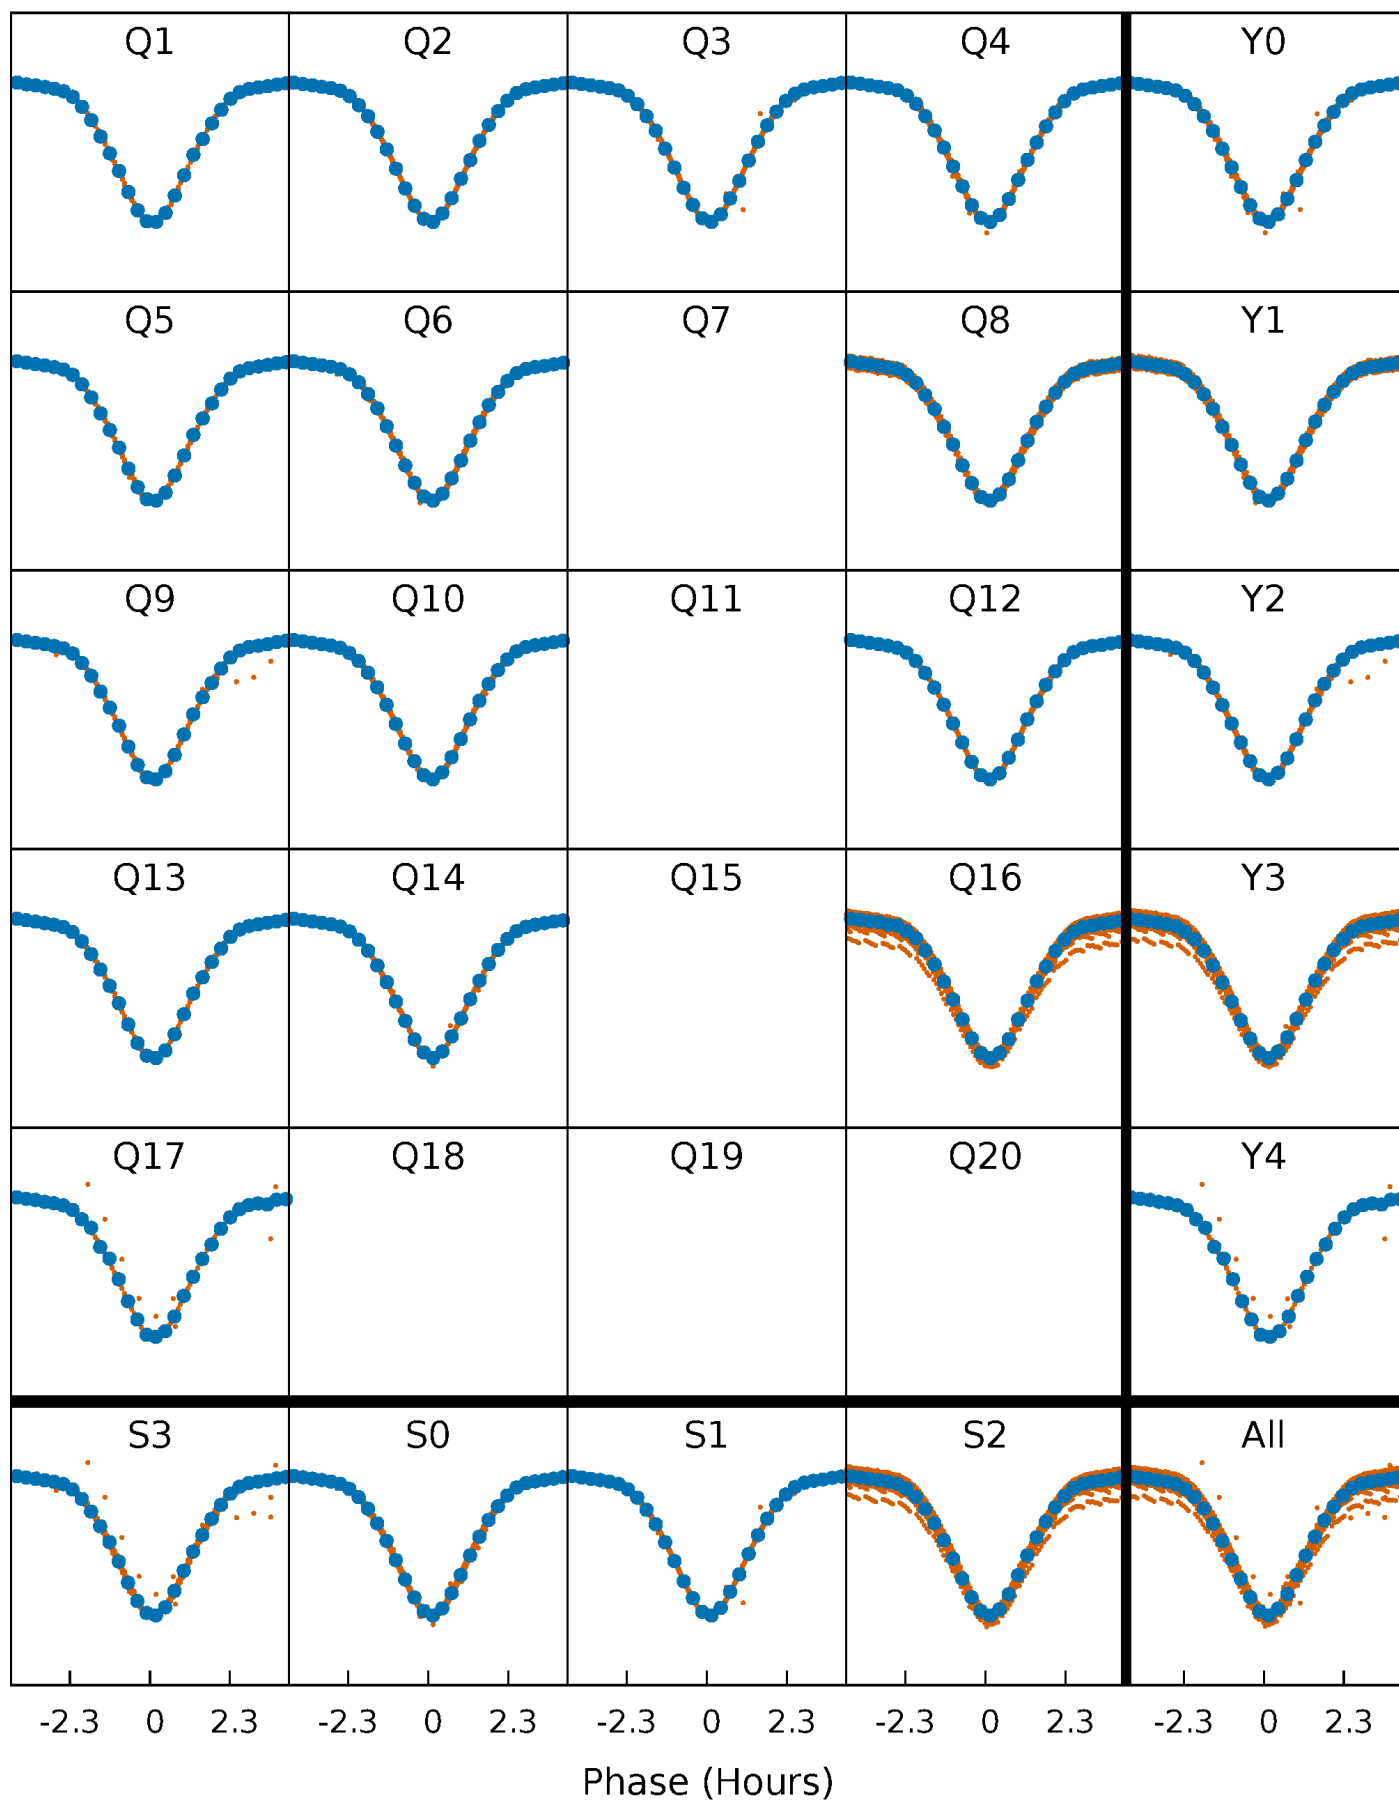 Q1 Q2 Q3 Q4 Y0
Q5 Q6 Q7 Q8 Y1
Q9 Q10 Q11 Q12 Y2
Q13 Q14 Q15 Q16 Y3
Q17 Q18 Q19 Q20 Y4
S3 S0 S1 S2 All
-2.3 0 2.3 -2.3 0 2.3 -2.3 0 2.3 -2.3 0 2.3 -2.3 0 2.3
Phase (Hours)